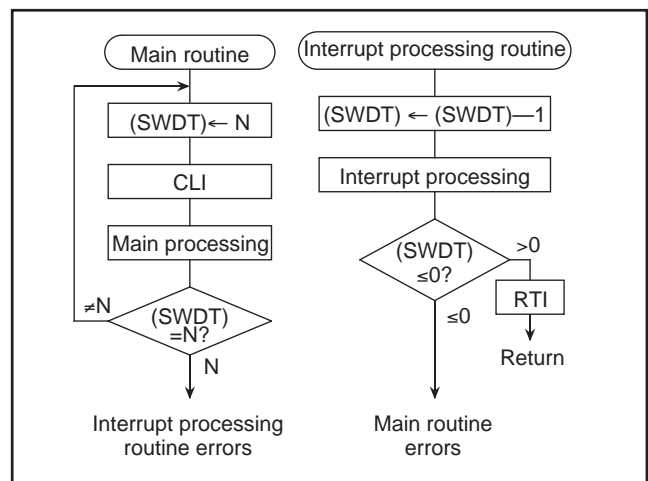 Main routine
(SWDT)← N
CLI
Main processing
≠N
(SWDT)
=N?
N
Interrupt processing
routine errors
Interrupt processing routine
(SWDT) ← (SWDT)—1
Interrupt processing
(SWDT)
≤0?
>0
RTI
≤0
Return
Main routine
errors